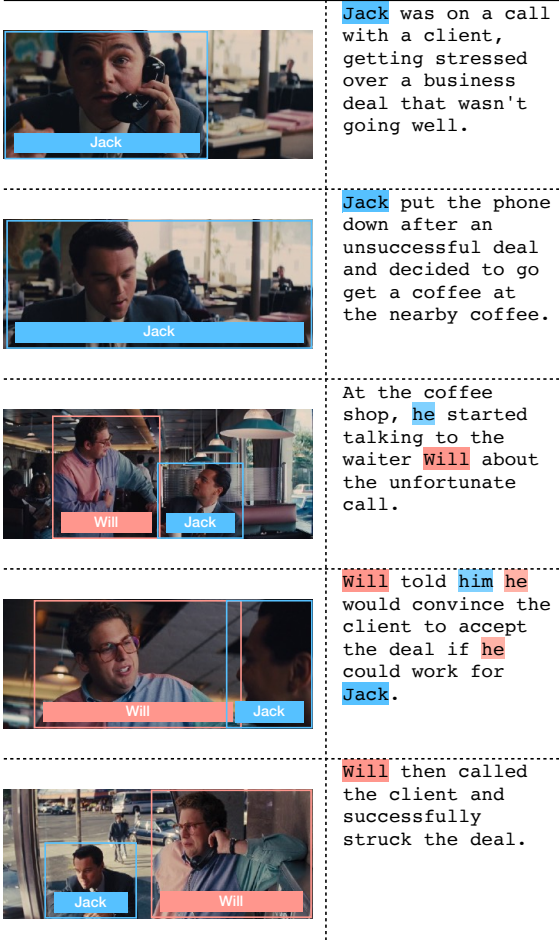 Jack
Jack was on a call
with a client,
getting stressed
over a business
deal that wasn't
going well.
Jack
Jack put the phone
down after an
unsuccessful deal
and decided to go
get a coffee at
the nearby coffee.
Will
Jack
At the coffee
shop, he started
talking to the
waiter Will about
the unfortunate
call.
Will
Jack
Will told him he
would convince the
client to accept
the deal if he
could work for
Jack.
Jack
Will
Will then called
the client and
successfully
struck the deal.